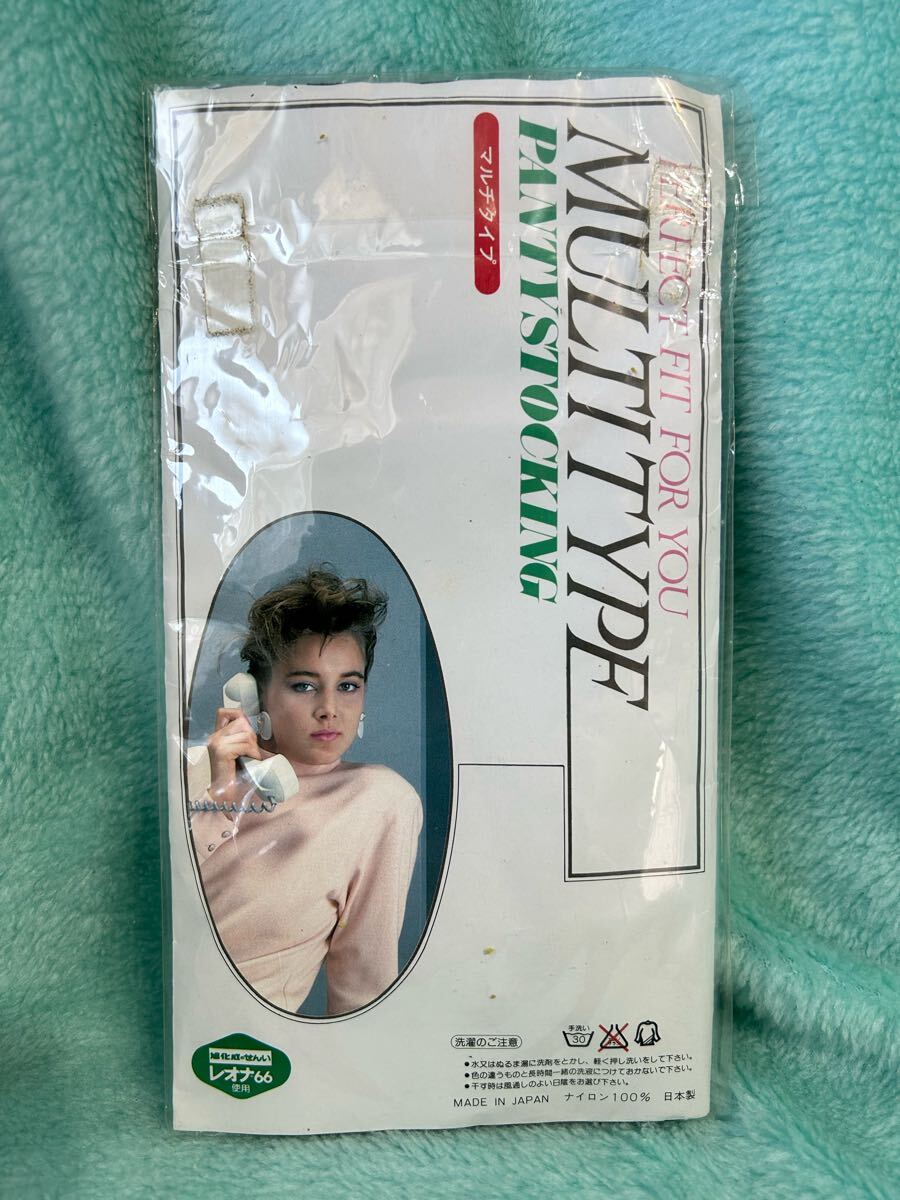 PERFECT FIT FOR YOU
MULTI TYPE
PANTYSTOCKING
マルチタイプ
旭化成のせんい
レオナ66
使用
洗濯のご注意
手洗い
30
●水又はぬるま湯に洗剤をとかし、軽く押し洗いをして下さい。
●色の違うものと長時間一緒の洗液につけておかないで下さい。
●干す時は風通しのよい日陰をお選び下さい。
MADE IN JAPAN ナイロン100% 日本製